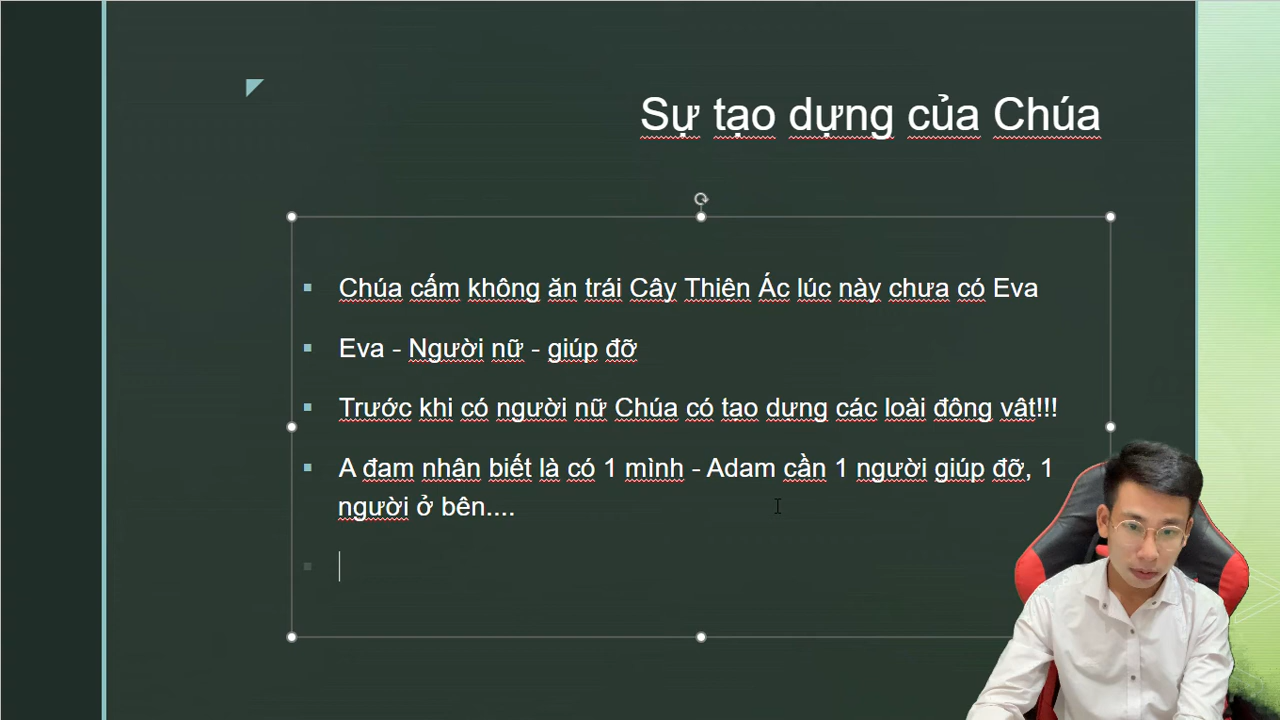 Sự tạo dựng của Chúa
Chúa cấm không ăn trái Cây Thiện Ác lúc này chưa có Eva
Eva - Người nữ - giúp đỡ
Trước khi có người nữ Chúa có tạo dưng các loài động vât!!!
A đam nhận biết là có 1 mình - Adam cần 1 người giúp đỡ, 1
người ở bên....